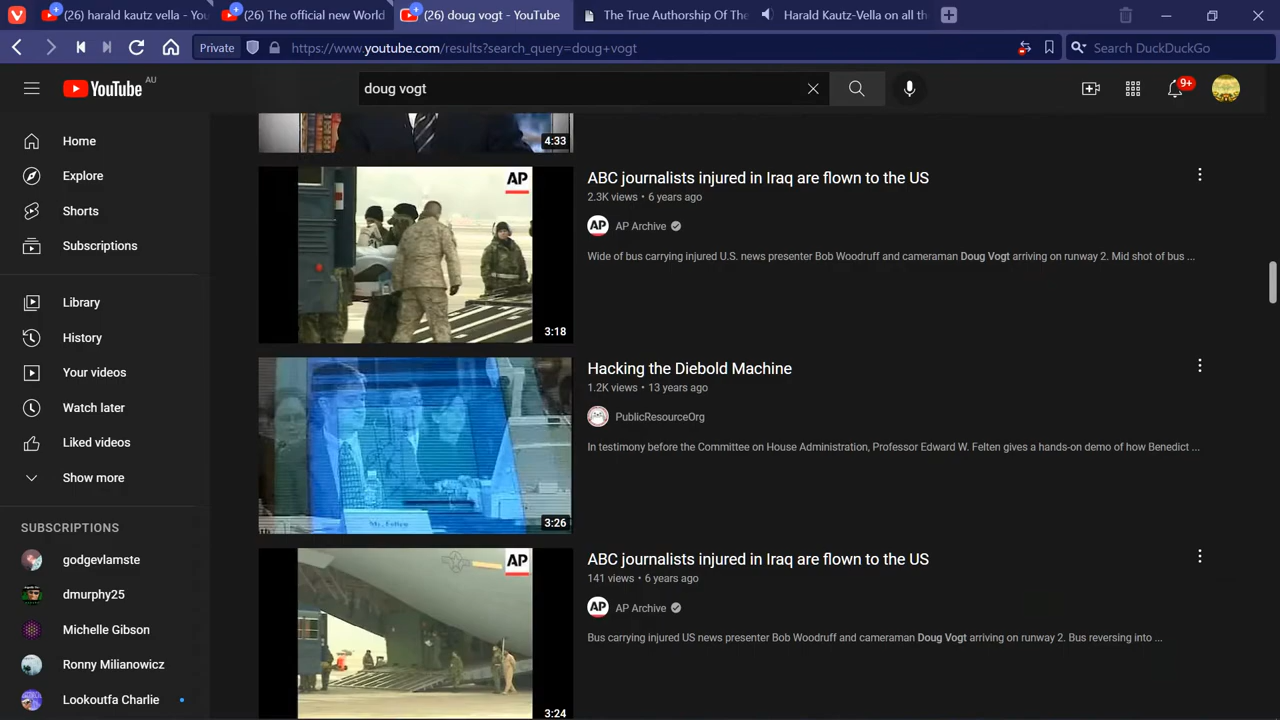 (26) harald kautz vella - You
(26) The official new World
(26) doug vogt - YouTube
The True Authorship Of The
Harald Kautz-Vella on all th
Private
https://www.youtube.com/results?search_query=doug+vogt
Search DuckDuckGo
YouTube AU
doug vogt
9+
Home
Explore
Shorts
Subscriptions
Library
History
Your videos
Watch later
Liked videos
Show more
SUBSCRIPTIONS
godgevlamste
dmurphy25
Michelle Gibson
Ronny Milianowicz
Lookoutfa Charlie
4:33
AP
3:18
ABC journalists injured in Iraq are flown to the US
2.3K views • 6 years ago
AP AP Archive
Wide of bus carrying injured U.S. news presenter Bob Woodruff and cameraman Doug Vogt arriving on runway 2. Mid shot of bus ...
3:26
Hacking the Diebold Machine
1.2K views • 13 years ago
PublicResourceOrg
In testimony before the Committee on House Administration, Professor Edward W. Felten gives a hands-on demo of how Benedict ...
AP
3:24
ABC journalists injured in Iraq are flown to the US
141 views • 6 years ago
AP AP Archive
Bus carrying injured US news presenter Bob Woodruff and cameraman Doug Vogt arriving on runway 2. Bus reversing into ...